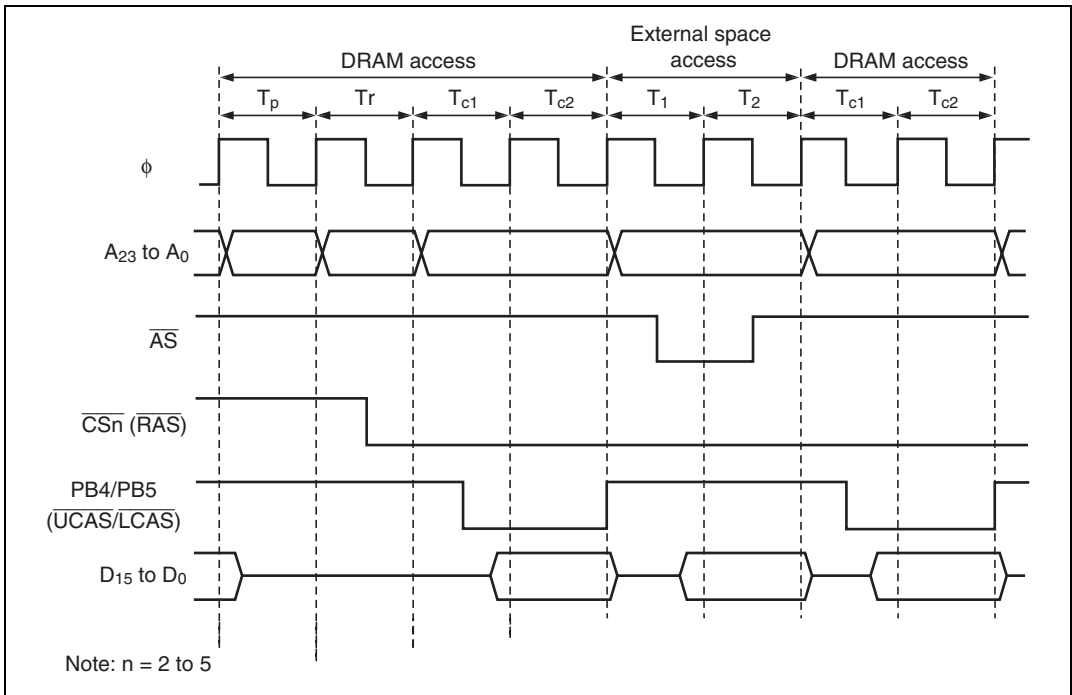 External space
DRAM access access DRAM access
Tp Tr Tc1 Tc2 T1 T2 Tc1 Tc2
ϕ
A23 to A0
AS
CSn (RAS)
PB4/PB5
(UCAS/LCAS)
D15 to D0
Note: n = 2 to 5